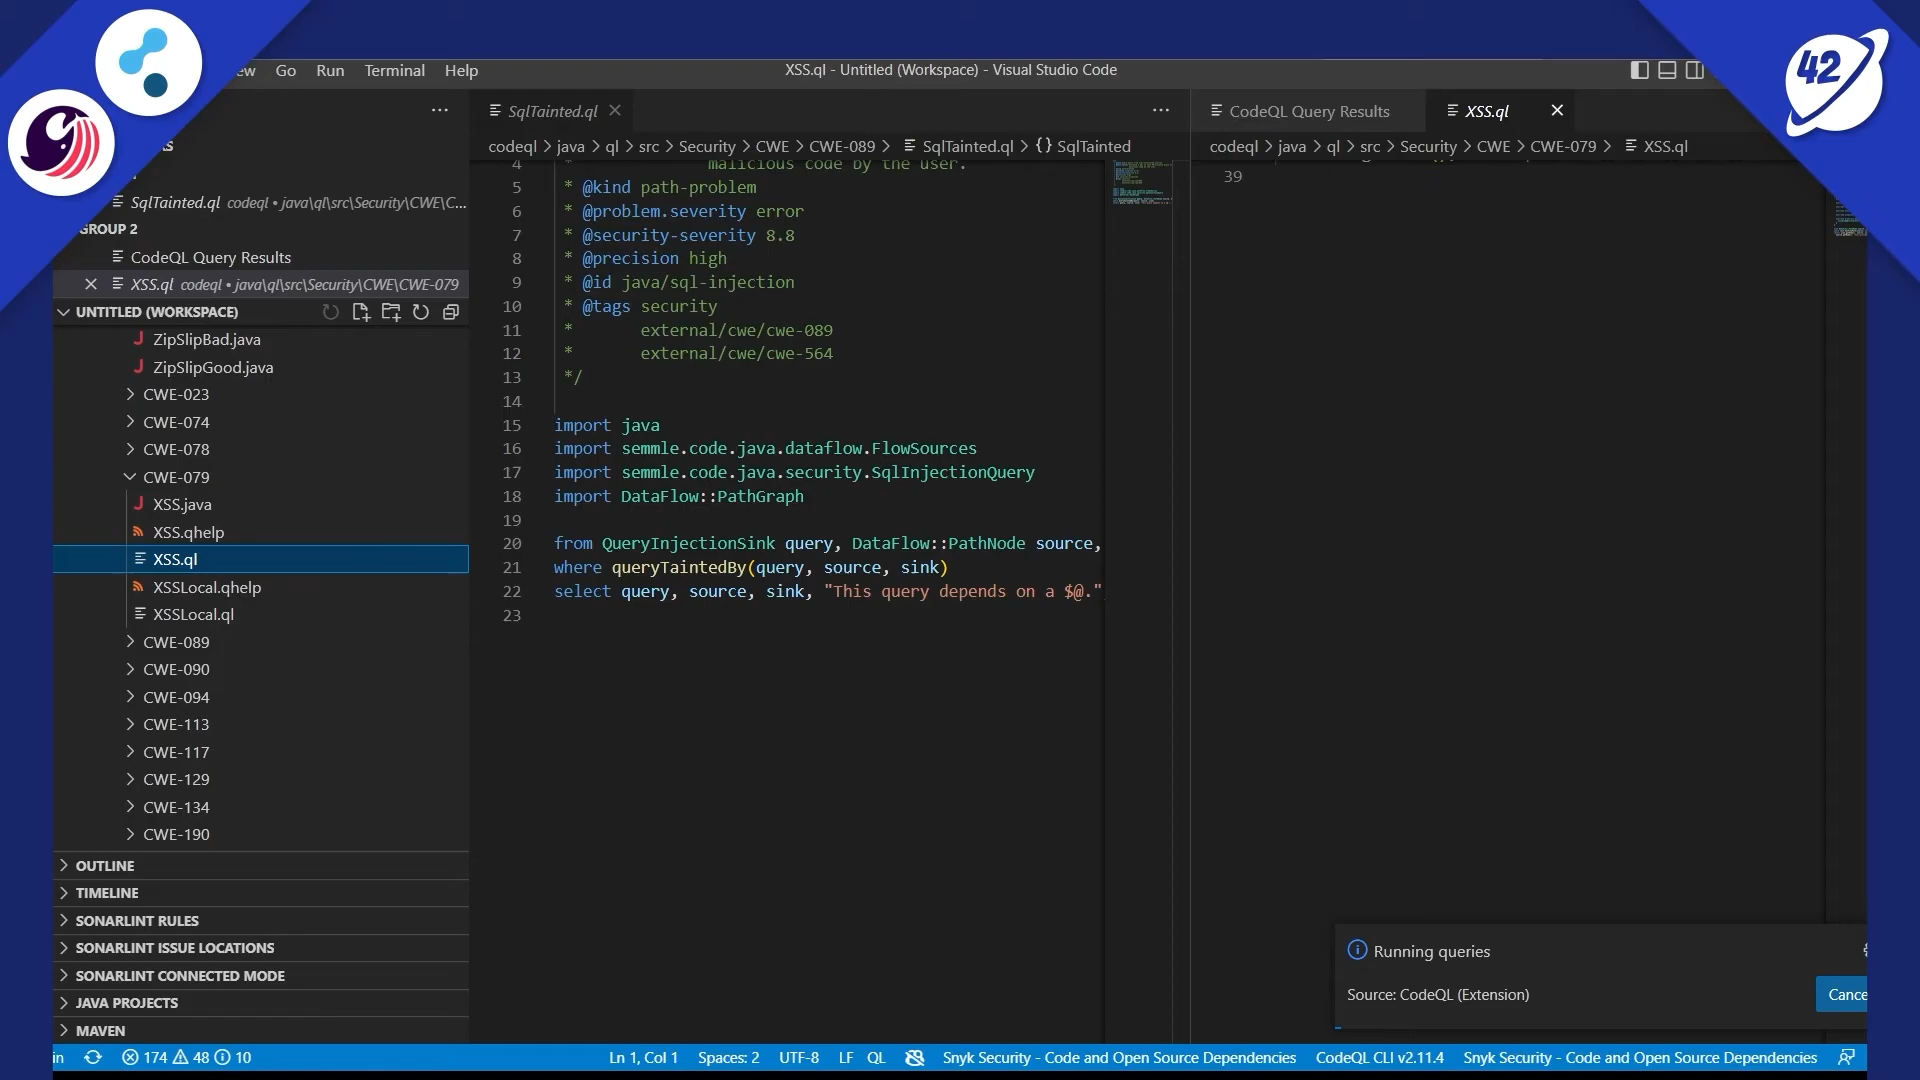 ew Go Run Terminal Help
XSS.ql - Untitled (Workspace) - Visual Studio Code
42
SqlTainted.ql codeql • java\ql\src\Security\CWE\C...
GROUP 2
CodeQL Query Results
XSS.ql codeql • java\ql\src\Security\CWE\CWE-079
UNTITLED (WORKSPACE)
ZipSlipBad.java
ZipSlipGood.java
CWE-023
CWE-074
CWE-078
CWE-079
XSS.java
XSS.qhelp
XSS.ql
XSSLocal.qhelp
XSSLocal.ql
CWE-089
CWE-090
CWE-094
CWE-113
CWE-117
CWE-129
CWE-134
CWE-190
OUTLINE
TIMELINE
SONARLINT RULES
SONARLINT ISSUE LOCATIONS
SONARLINT CONNECTED MODE
JAVA PROJECTS
MAVEN
SqlTainted.ql
codeql > java > ql > src > Security > CWE > CWE-089 > SqlTainted.ql > {} SqlTainted
4 * malicious code by the user.
5 * @kind path-problem
6 * @problem.severity error
7 * @security-severity 8.8
8 * @precision high
9 * @id java/sql-injection
10 * @tags security
11 * external/cwe/cwe-089
12 * external/cwe/cwe-564
13 */
14
15 import java
16 import semmle.code.java.dataflow.FlowSources
17 import semmle.code.java.security.SqlInjectionQuery
18 import DataFlow::PathGraph
19
20 from QueryInjectionSink query, DataFlow::PathNode source,
21 where queryTaintedBy(query, source, sink)
22 select query, source, sink, "This query depends on a $@."
23
CodeQL Query Results XSS.ql
codeql > java > ql > src > Security > CWE > CWE-079 > XSS.ql
39
Running queries
Source: CodeQL (Extension)
Cance
in 174 48 10 Ln 1, Col 1 Spaces: 2 UTF-8 LF QL Snyk Security - Code and Open Source Dependencies CodeQL CLI v2.11.4 Snyk Security - Code and Open Source Dependencies